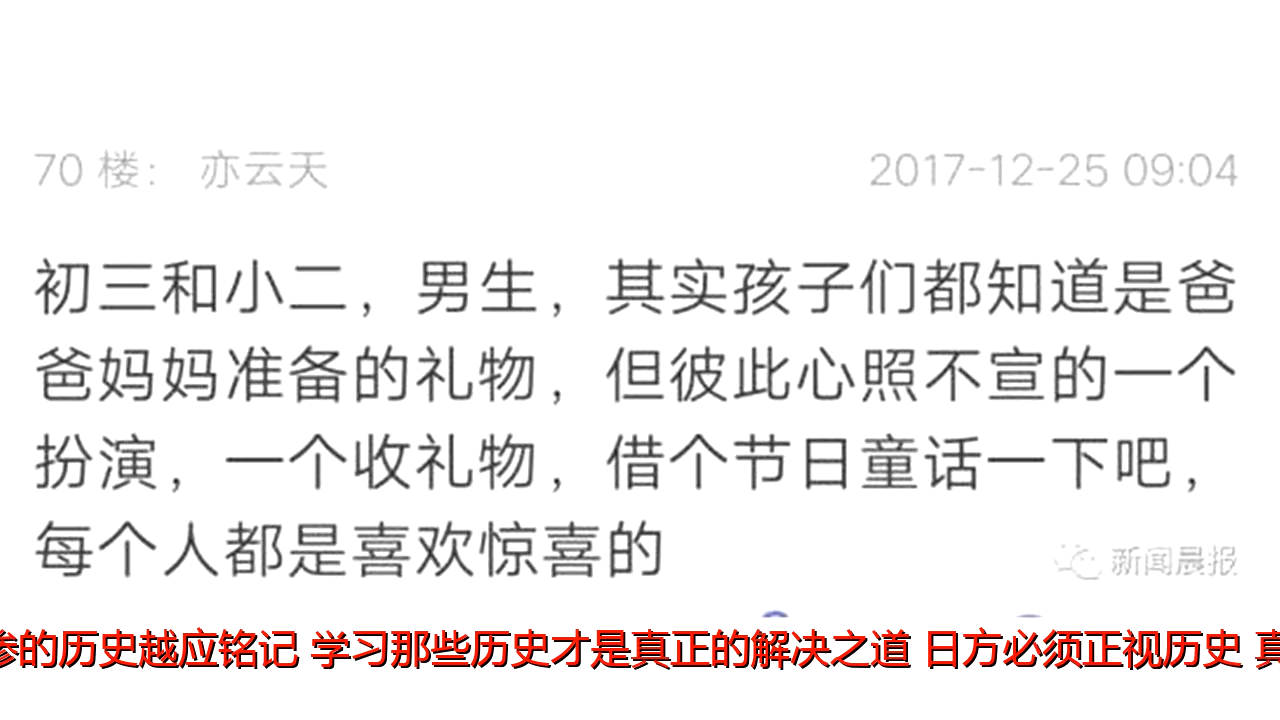 70 楼： 亦云天
2017-12-25 09:04
初三和小二，男生，其实孩子们都知道是爸
爸妈妈准备的礼物，但彼此心照不宣的一个
扮演，一个收礼物，借个节日童话一下吧，
每个人都是喜欢惊喜的
新闻晨报
的历史越应铭记 学习那些历史才是真正的解决之道 日方必须正视历史